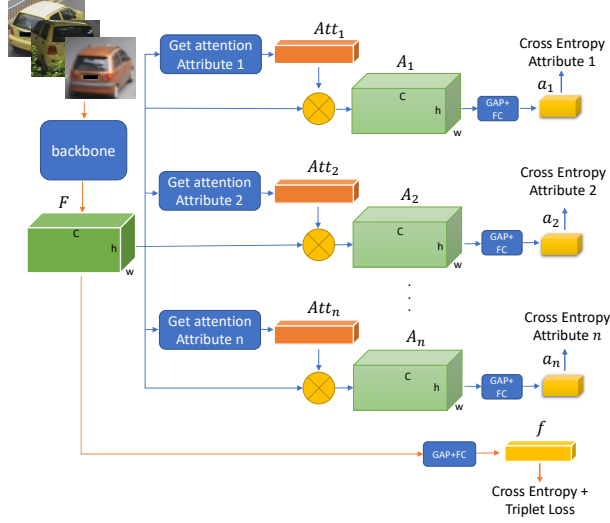 Get attention
Attribute 1
Att₁
A₁
C
h
w
GAP+
FC
a₁
Cross Entropy
Attribute 1
backbone
F
C
h
w
Get attention
Attribute 2
Att₂
A₂
C
h
w
GAP+
FC
a₂
Cross Entropy
Attribute 2
.
.
.
Get attention
Attribute n
Attₙ
Aₙ
C
h
w
GAP+
FC
aₙ
Cross Entropy
Attribute n
GAP+FC
f
Cross Entropy +
Triplet Loss